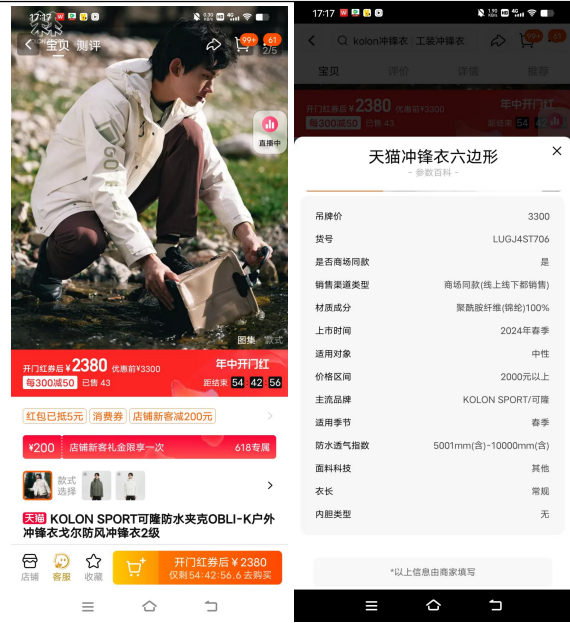 17:17
宝贝 测评
99+
61
2/5
直播中
图集 款式
开门红券后¥2380 优惠前¥3300
每300减50 已售 43
年中开门红
距结束 54 : 42 : 56
红包已抵5元 消费券 店铺新客减200元
¥200 店铺新客礼金限享一次 618专属
款式
选择
天猫 KOLON SPORT可隆防水夹克OBLI-K户外
冲锋衣戈尔防风冲锋衣2级
店铺 客服 收藏
开门红券后¥2380
仅剩54:42:56.6 去购买
17:17
kolon冲锋衣 工装冲锋衣
99+
61
宝贝 评价 详情 推荐
开门红券后¥2380 优惠前¥3300
每300减50 已售 43
年中开门红
距结束 54 42
天猫冲锋衣六边形
- 参数百科 -
吊牌价 3300
货号 LUGJ4ST706
是否商场同款 是
销售渠道类型 商场同款(线上线下都销售)
材质成分 聚酰胺纤维(锦纶)100%
上市时间 2024年春季
适用对象 中性
价格区间 2000元以上
主流品牌 KOLON SPORT/可隆
适用季节 春季
防水透气指数 5001mm(含)-10000mm(含)
面料科技 其他
衣长 常规
内胆类型 无
*以上信息由商家填写